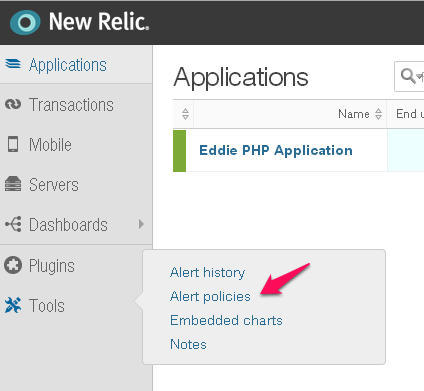 New Relic.
Applications
Transactions
Mobile
Servers
Dashboards
Plugins
Tools
Applications
Name
End u
Eddie PHP Application
Alert history
Alert policies
Embedded charts
Notes